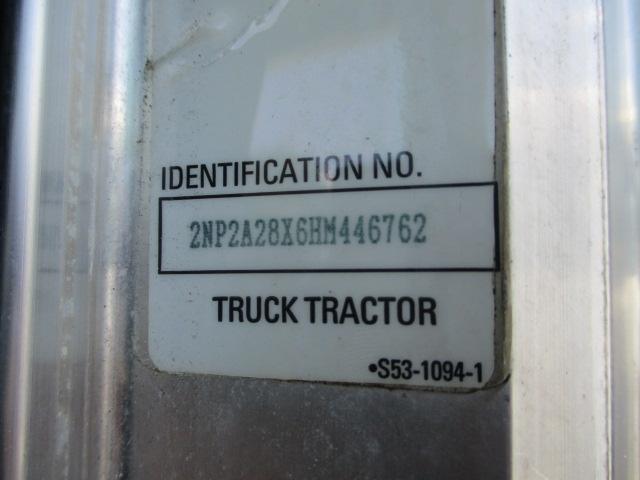 IDENTIFICATION NO.
2NP2A28X6HM446762
TRUCK TRACTOR
•S53-1094-1